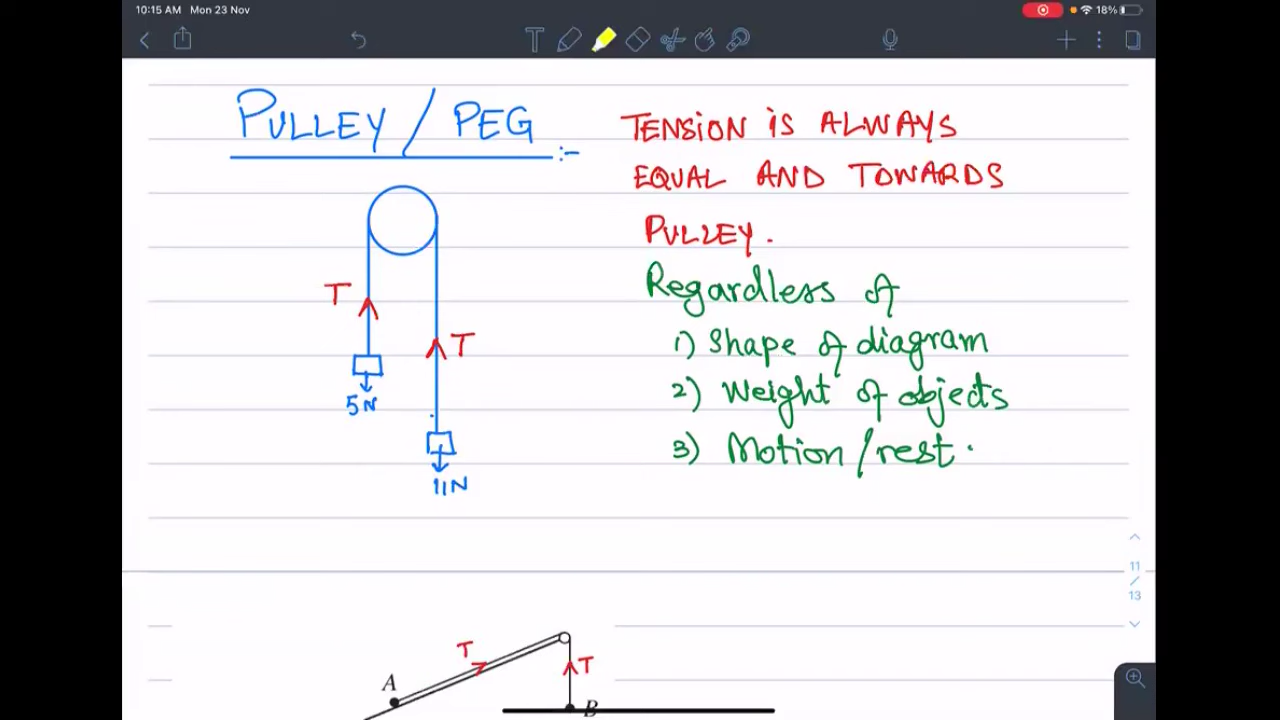 10:15 AM Mon 23 Nov
18%
PULLEY / PEG :-
TENSION IS ALWAYS
EQUAL AND TOWARDS
PULLEY.
Regardless of
1) Shape of diagram
2) Weight of objects
3) Motion/rest.
T
T
5N
11N
11
/
13
T
T
A
B